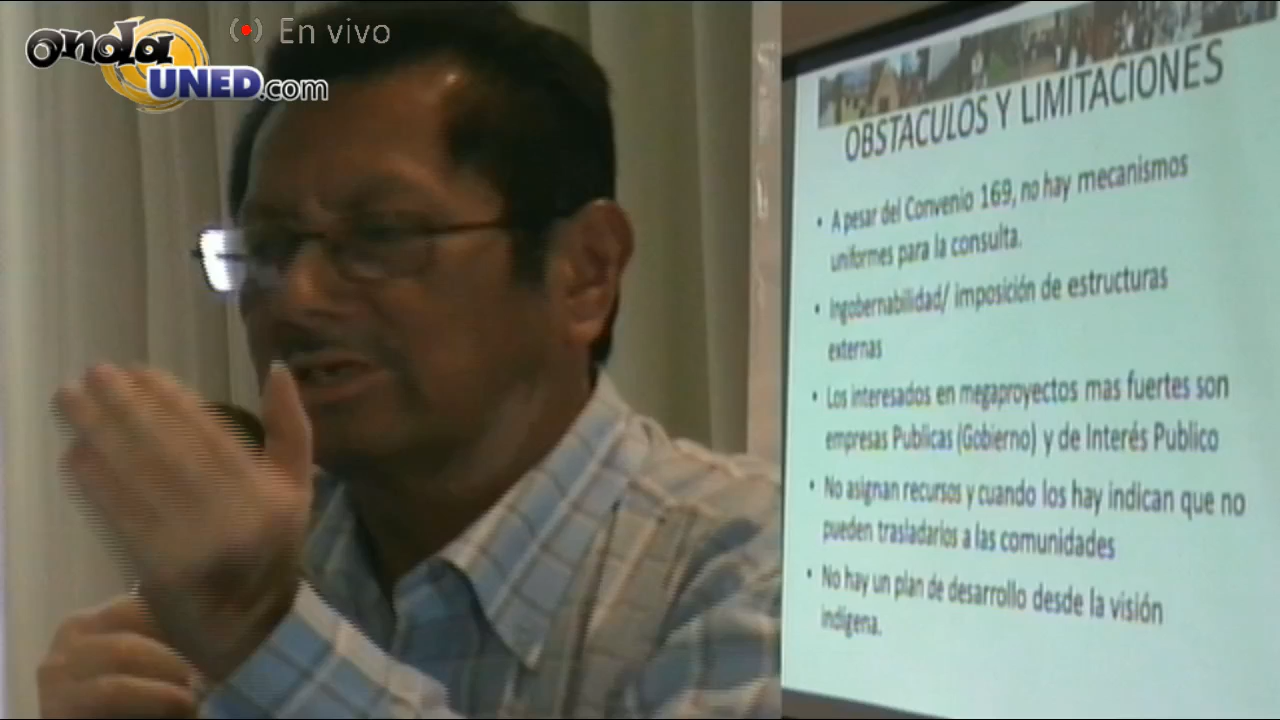 onda
UNED.com
En vivo
OBSTACULOS Y LIMITACIONES
• A pesar del Convenio 169, no hay mecanismos
uniformes para la consulta.
• Ingobernabilidad/ imposición de estructuras
externas
• Los interesados en megaproyectos mas fuertes son
empresas Publicas (Gobierno) y de Interés Publico
• No asignan recursos y cuando los hay indican que no
pueden trasladarlos a las comunidades
• No hay un plan de desarrollo desde la visión
indígena.